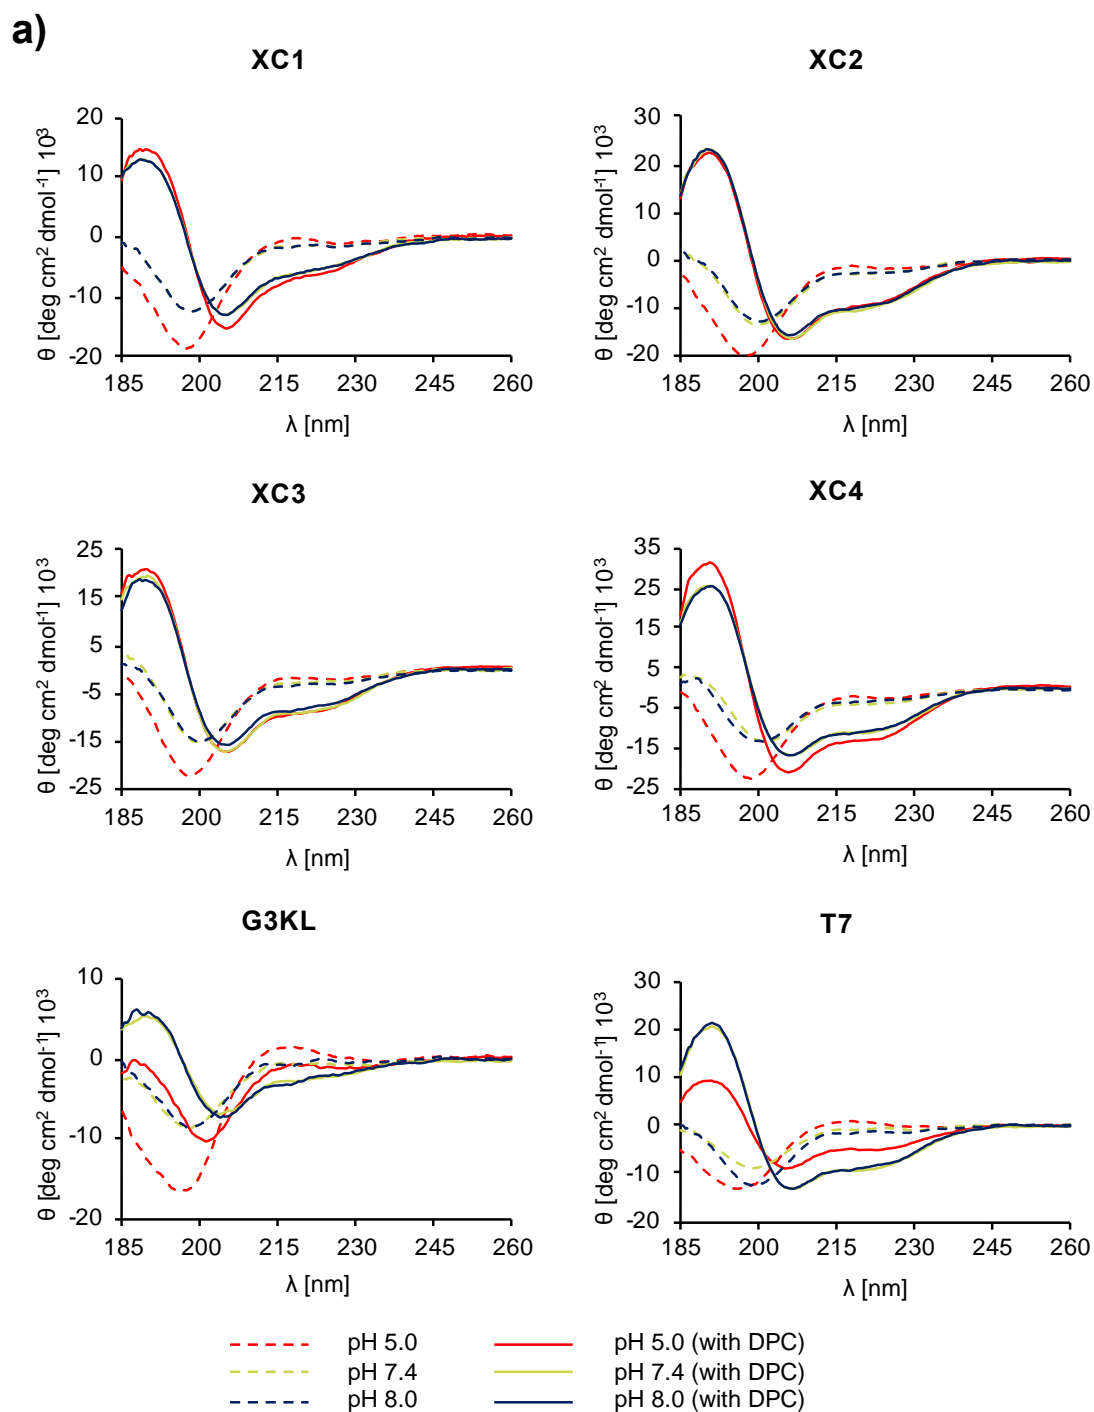 a)
XC1
XC2
θ [deg cm² dmol⁻¹] 10³
20
10
0
-10
-20
185 200 215 230 245 260
λ [nm]
θ [deg cm² dmol⁻¹] 10³
30
20
10
0
-10
-20
185 200 215 230 245 260
λ [nm]
XC3
XC4
θ [deg cm² dmol⁻¹] 10³
25
15
5
-5
-15
-25
185 200 215 230 245 260
λ [nm]
θ [deg cm² dmol⁻¹] 10³
35
25
15
5
-5
-15
-25
185 200 215 230 245 260
λ [nm]
G3KL
T7
θ [deg cm² dmol⁻¹] 10³
10
0
-10
-20
185 200 215 230 245 260
λ [nm]
θ [deg cm² dmol⁻¹] 10³
30
20
10
0
-10
-20
185 200 215 230 245 260
λ [nm]
pH 5.0 pH 5.0 (with DPC)
pH 7.4 pH 7.4 (with DPC)
pH 8.0 pH 8.0 (with DPC)